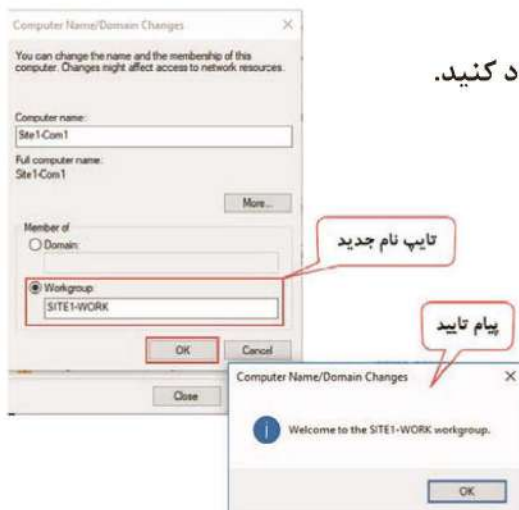 Computer Name/Domain Changes
You can change the name and the membership of this
computer. Changes might affect access to network resources.
د کنید.
Computer name:
Site1-Com1
Full computer name:
Site1-Com1
More...
Member of
Domain:
تایپ نام جدید
Workgroup
SITE1-WORK
OK
Cancel
Close
پیام تایید
Computer Name/Domain Changes
Welcome to the SITE1-WORK workgroup.
OK